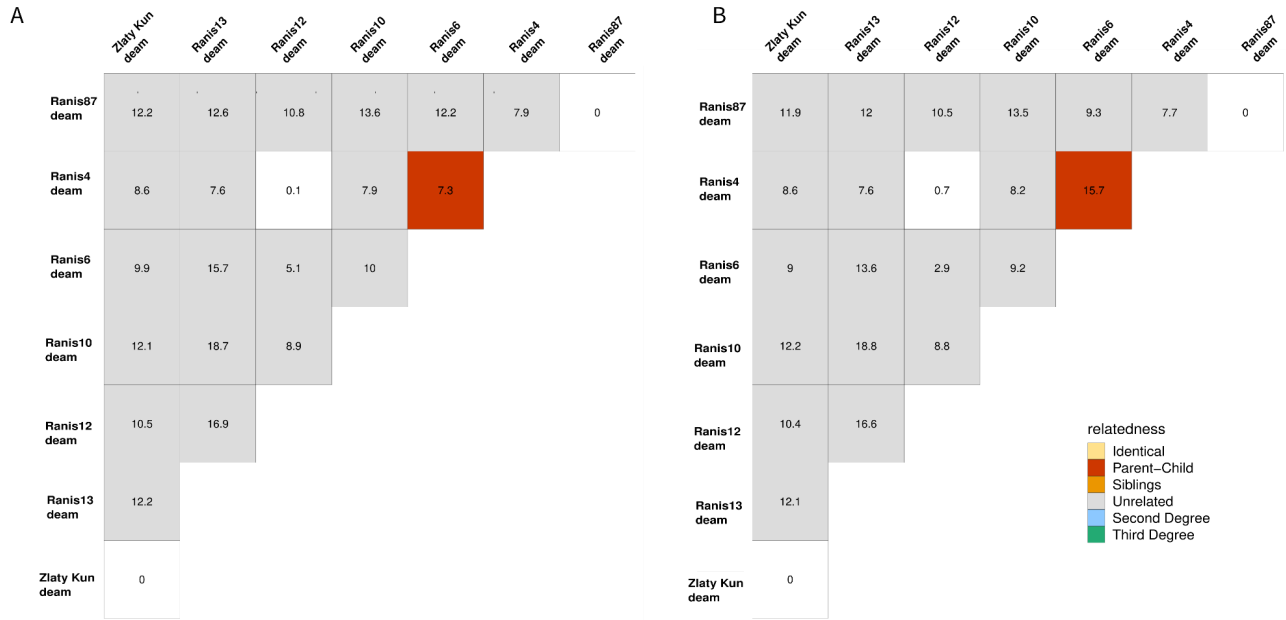 A
Zlaty Kun
deam
Ranis13
deam
Ranis12
deam
Ranis10
deam
Ranis6
deam
Ranis4
deam
Ranis87
deam
Ranis87
deam
12.2 12.6 10.8 13.6 12.2 7.9 0
Ranis4
deam
8.6 7.6 0.1 7.9 7.3
Ranis6
deam
9.9 15.7 5.1 10
Ranis10
deam
12.1 18.7 8.9
Ranis12
deam
10.5 16.9
Ranis13
deam
12.2
Zlaty Kun
deam
0
B
Zlaty Kun
deam
Ranis13
deam
Ranis12
deam
Ranis10
deam
Ranis6
deam
Ranis4
deam
Ranis87
deam
Ranis87
deam
11.9 12 10.5 13.5 9.3 7.7 0
Ranis4
deam
8.6 7.6 0.7 8.2 15.7
Ranis6
deam
9 13.6 2.9 9.2
Ranis10
deam
12.2 18.8 8.8
Ranis12
deam
10.4 16.6
Ranis13
deam
12.1
Zlaty Kun
deam
0
relatedness
Identical
Parent−Child
Siblings
Unrelated
Second Degree
Third Degree